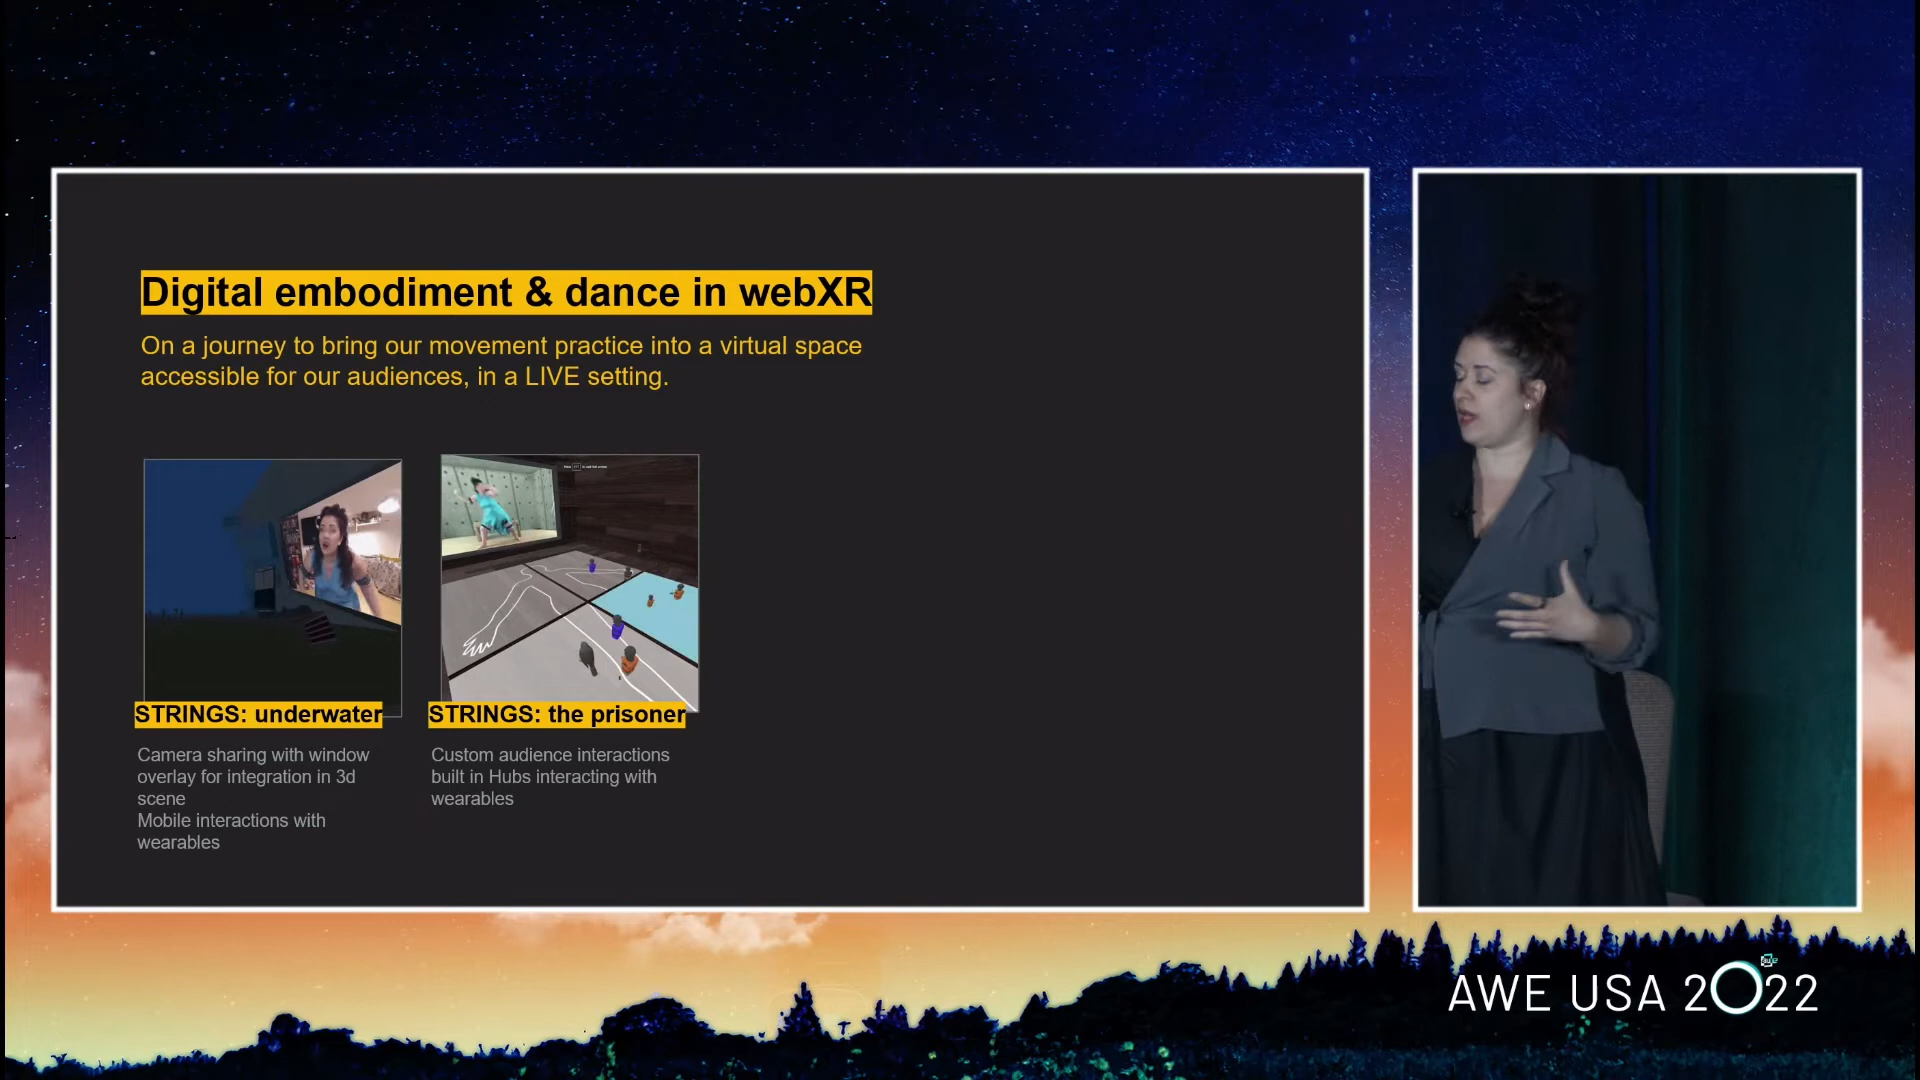 Digital embodiment & dance in webXR
On a journey to bring our movement practice into a virtual space
accessible for our audiences, in a LIVE setting.
STRINGS: underwater
STRINGS: the prisoner
Camera sharing with window
overlay for integration in 3d
scene
Mobile interactions with
wearables
Custom audience interactions
built in Hubs interacting with
wearables
AWE USA 2022